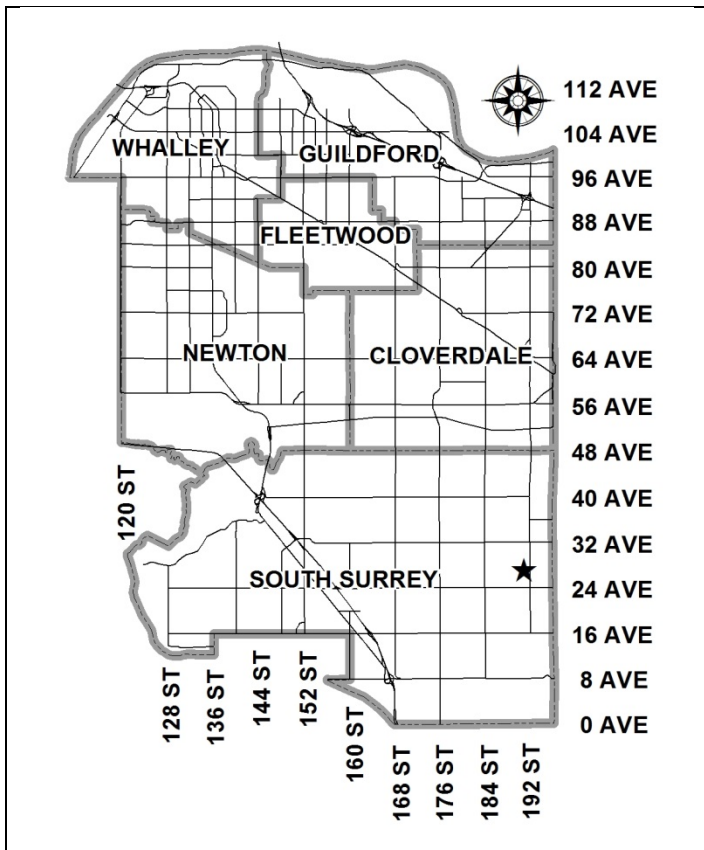 112 AVE
104 AVE
WHALLEY
GUILDFORD
96 AVE
88 AVE
FLEETWOOD
80 AVE
72 AVE
NEWTON
CLOVERDALE
64 AVE
56 AVE
48 AVE
120 ST
40 AVE
32 AVE
SOUTH SURREY
24 AVE
16 AVE
8 AVE
0 AVE
128 ST
136 ST
144 ST
152 ST
160 ST
168 ST
176 ST
184 ST
192 ST